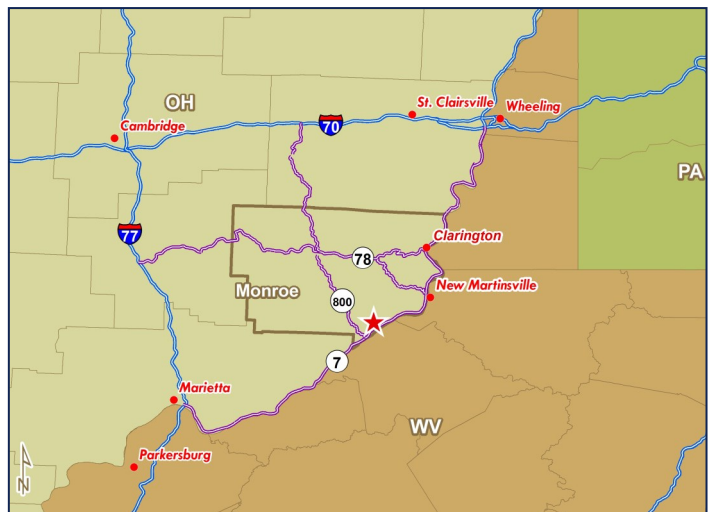 OH
St. Clairsville
Wheeling
Cambridge
70
PA
77
Clarington
78
Monroe
New Martinsville
800
7
Marietta
WV
Parkersburg
N